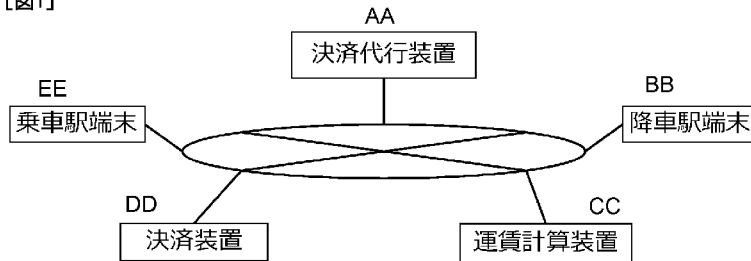 [図1]
AA
決済代行装置
EE
乗車駅端末
BB
降車駅端末
DD
決済装置
CC
運賃計算装置